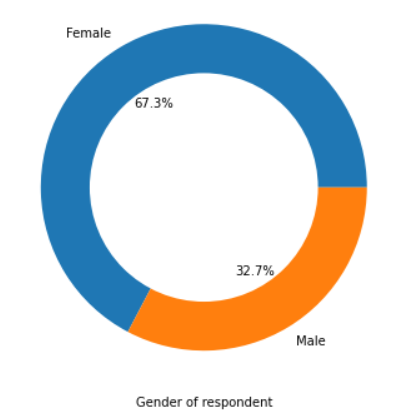 Female
67.3%
32.7%
Male
Gender of respondent